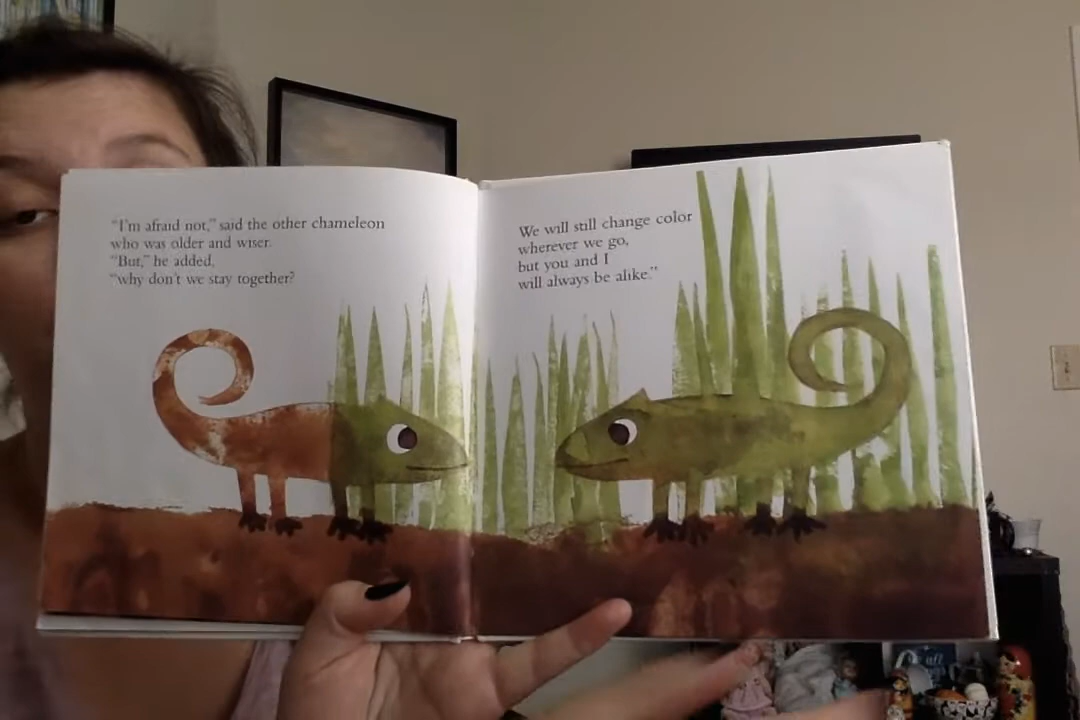 "I'm afraid not," said the other chameleon
who was older and wiser.
"But," he added,
"why don't we stay together?
We will still change color
wherever we go,
but you and I
will always be alike."